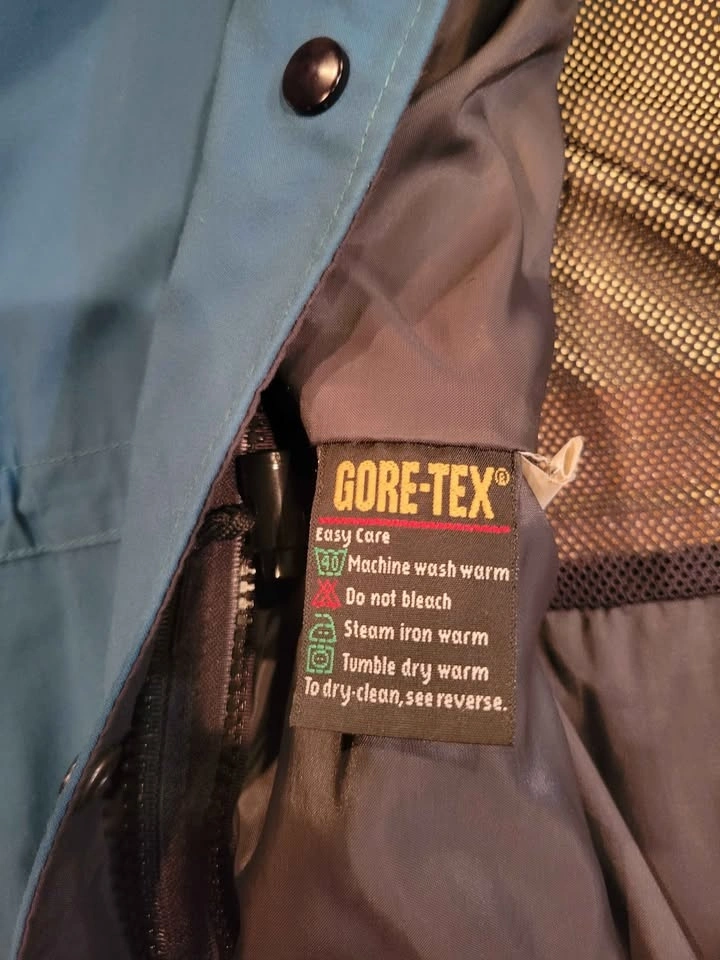 GORE-TEX®
Easy Care
40 Machine wash warm
Do not bleach
Steam iron warm
Tumble dry warm
To dry-clean, see reverse.